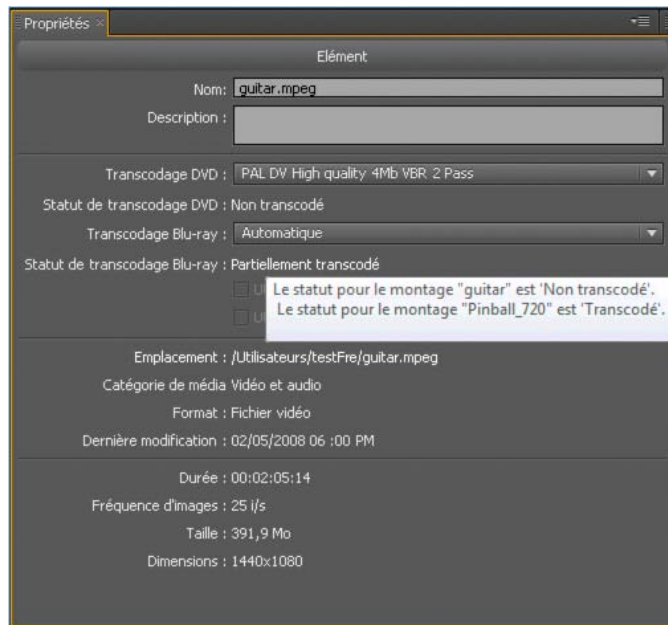 Propriétés
Elément
Nom: guitar.mpeg
Description :
Transcodage DVD : PAL DV High quality 4Mb VBR 2 Pass
Statut de transcodage DVD : Non transcodé
Transcodage Blu-ray : Automatique
Statut de transcodage Blu-ray : Partiellement transcodé
Le statut pour le montage "guitar" est 'Non transcodé'.
Le statut pour le montage "Pinball_720" est 'Transcodé'.
Emplacement : /Utilisateurs/testFre/guitar.mpeg
Catégorie de média Vidéo et audio
Format : Fichier vidéo
Dernière modification : 02/05/2008 06 :00 PM
Durée : 00:02:05:14
Fréquence d'images : 25 i/s
Taille : 391,9 Mo
Dimensions : 1440x1080